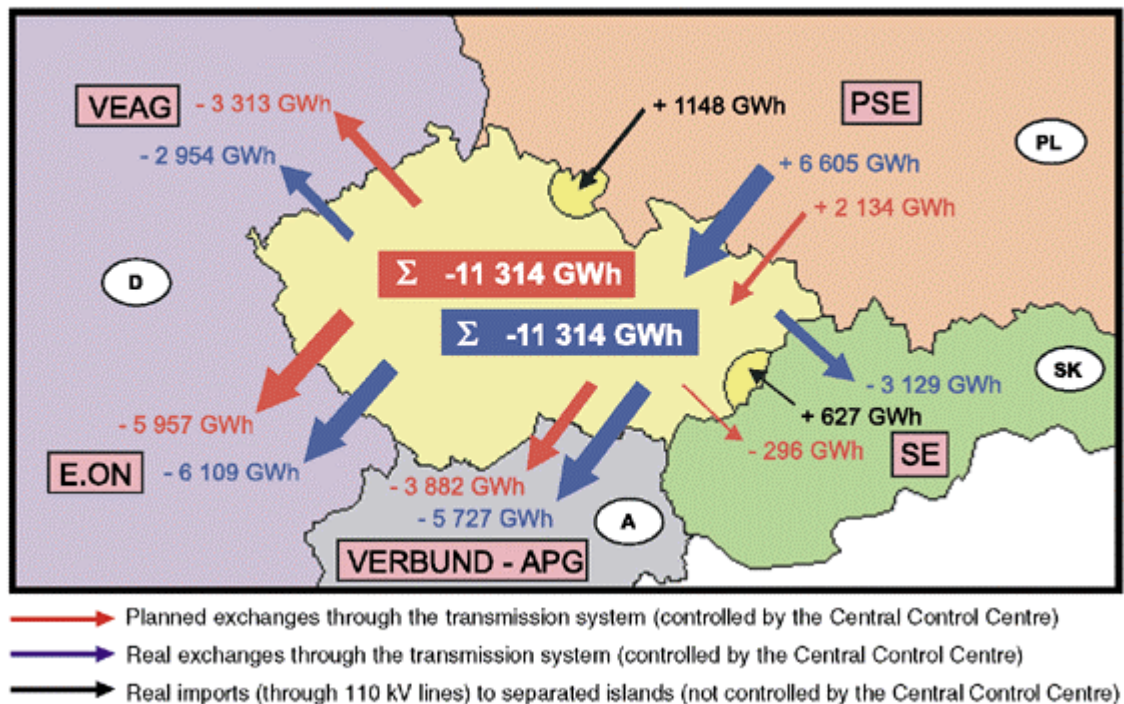 VEAG
- 3 313 GWh
- 2 954 GWh
+ 1148 GWh
PSE
PL
+ 6 605 GWh
+ 2 134 GWh
Σ -11 314 GWh
Σ -11 314 GWh
D
SK
- 3 129 GWh
+ 627 GWh
- 296 GWh
SE
- 5 957 GWh
- 6 109 GWh
E.ON
- 3 882 GWh
- 5 727 GWh
A
VERBUND - APG
Planned exchanges through the transmission system (controlled by the Central Control Centre)
Real exchanges through the transmission system (controlled by the Central Control Centre)
Real imports (through 110 kV lines) to separated islands (not controlled by the Central Control Centre)